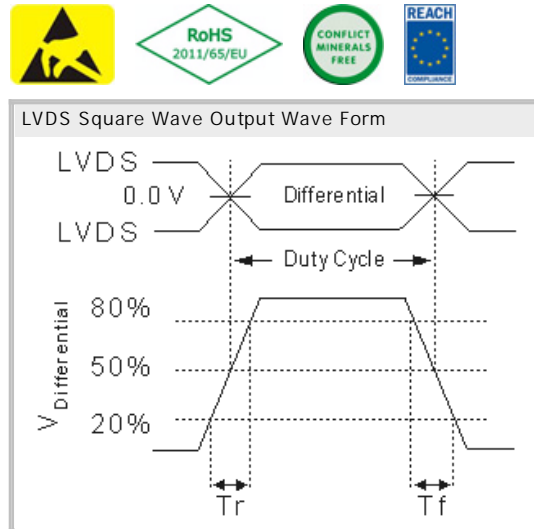 RoHS
2011/65/EU
CONFLICT
MINERALS
FREE
REACH
COMPLIANCE
LVDS Square Wave Output Wave Form
LVDS
0.0 V
Differential
LVDS
Duty Cycle
80%
50%
20%
V Differential
Tr
Tf